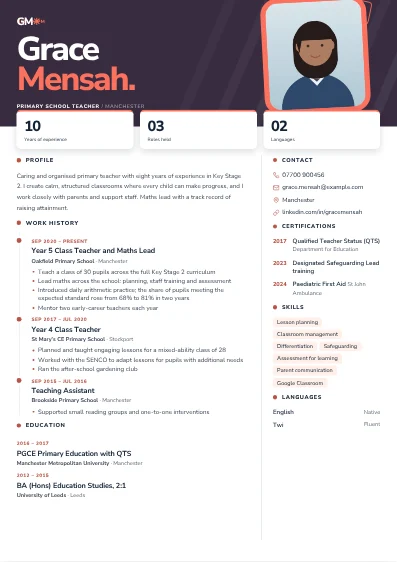 GM
Grace
Mensah.
PRIMARY SCHOOL TEACHER / MANCHESTER
10
Years of experience
03
Roles held
02
Languages
PROFILE
Caring and organised primary teacher with eight years of experience in Key Stage
2. I create calm, structured classrooms where every child can make progress, and I
work closely with parents and support staff. Maths lead with a track record of
raising attainment.
WORK HISTORY
SEP 2020 – PRESENT
Year 5 Class Teacher and Maths Lead
Oakfield Primary School · Manchester
• Teach a class of 30 pupils across the full Key Stage 2 curriculum
• Lead maths across the school: planning, staff training and assessment
• Introduced daily arithmetic practice; the share of pupils meeting the
expected standard rose from 68% to 81% in two years
• Mentor two early-career teachers each year
SEP 2017 – JUL 2020
Year 4 Class Teacher
St Mary's CE Primary School · Stockport
• Planned and taught engaging lessons for a mixed-ability class of 28
• Worked with the SENCO to adapt lessons for pupils with additional needs
• Ran the after-school gardening club
SEP 2015 – JUL 2016
Teaching Assistant
Brookside Primary School · Manchester
• Supported small reading groups and one-to-one interventions
EDUCATION
2016 – 2017
PGCE Primary Education with QTS
Manchester Metropolitan University · Manchester
2012 – 2015
BA (Hons) Education Studies, 2:1
University of Leeds · Leeds
CONTACT
07700 900456
grace.mensah@example.com
Manchester
linkedin.com/in/gracemensah
CERTIFICATIONS
2017 Qualified Teacher Status (QTS)
Department for Education
2023 Designated Safeguarding Lead
training
2024 Paediatric First Aid St John
Ambulance
SKILLS
Lesson planning
Classroom management
Differentiation Safeguarding
Assessment for learning
Parent communication
Google Classroom
LANGUAGES
English Native
Twi Fluent